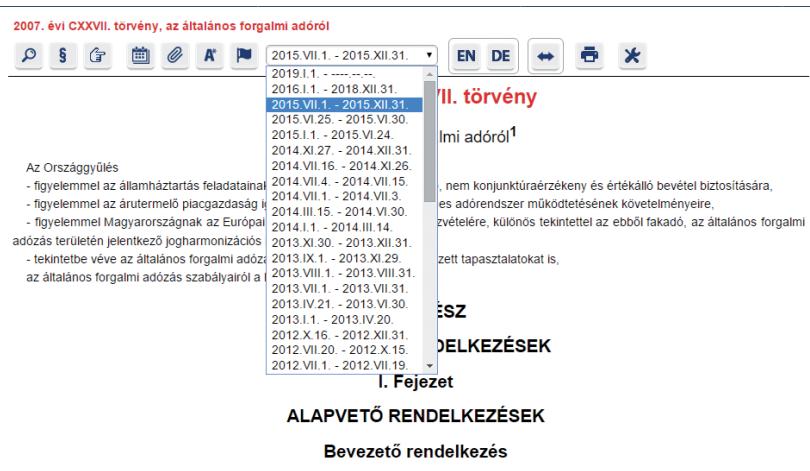 2007. évi CXXVII. törvény, az általános forgalmi adóról
§ A* 2015.VII.1. - 2015.XII.31. EN DE
2019.I.1. - ----.--.--.
2016.I.1. - 2018.XII.31.
2015.VII.1. - 2015.XII.31.
2015.VI.25. - 2015.VI.30.
2015.I.1. - 2015.VI.24.
2014.XI.27. - 2014.XII.31.
2014.VII.16. - 2014.XI.26.
2014.VII.4. - 2014.VII.15.
2014.VII.1. - 2014.VII.3.
2014.III.15. - 2014.VI.30.
2014.I.1. - 2014.III.14.
2013.XI.30. - 2013.XII.31.
2013.IX.1. - 2013.XI.29.
2013.VIII.1. - 2013.VIII.31.
2013.VII.1. - 2013.VII.31.
2013.IV.21. - 2013.VI.30.
2013.I.1. - 2013.IV.20.
2012.X.16. - 2012.XII.31.
2012.VII.20. - 2012.X.15.
2012.VII.1. - 2012.VII.19.
VII. törvény
lmi adóról1
Az Országgyűlés
- figyelemmel az államháztartás feladatainak , nem konjunktúraérzékeny és értékálló bevétel biztosítására,
- figyelemmel az árutermelő piacgazdaság ig es adórendszer működtetésének követelményeire,
- figyelemmel Magyarországnak az Európai zvételére, különös tekintettel az ebből fakadó, az általános forgalmi
adózás területén jelentkező jogharmonizációs
- tekintetbe véve az általános forgalmi adóz zett tapasztalatokat is,
az általános forgalmi adózás szabályairól a
ÉSZ
DELKEZÉSEK
I. Fejezet
ALAPVETŐ RENDELKEZÉSEK
Bevezető rendelkezés